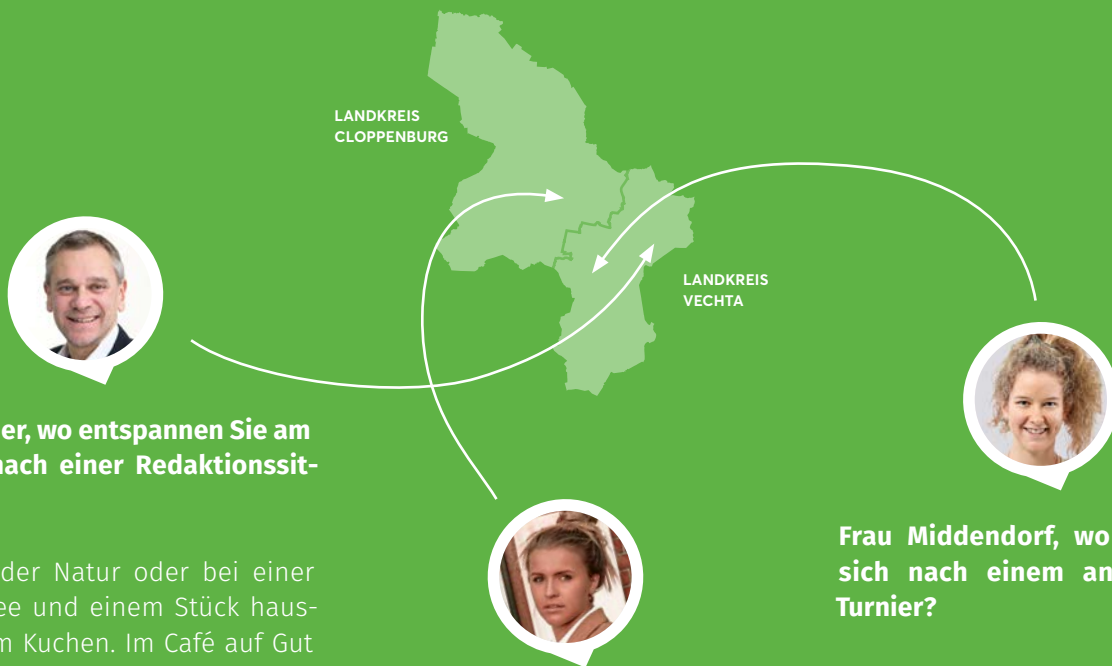 LANDKREIS
CLOPPENBURG
LANDKREIS
VECHTA
er, wo entspannen Sie am
nach einer Redaktionssit-
der Natur oder bei einer
ee und einem Stück haus-
m Kuchen. Im Café auf Gut
Frau Middendorf, wo
sich nach einem an
Turnier?